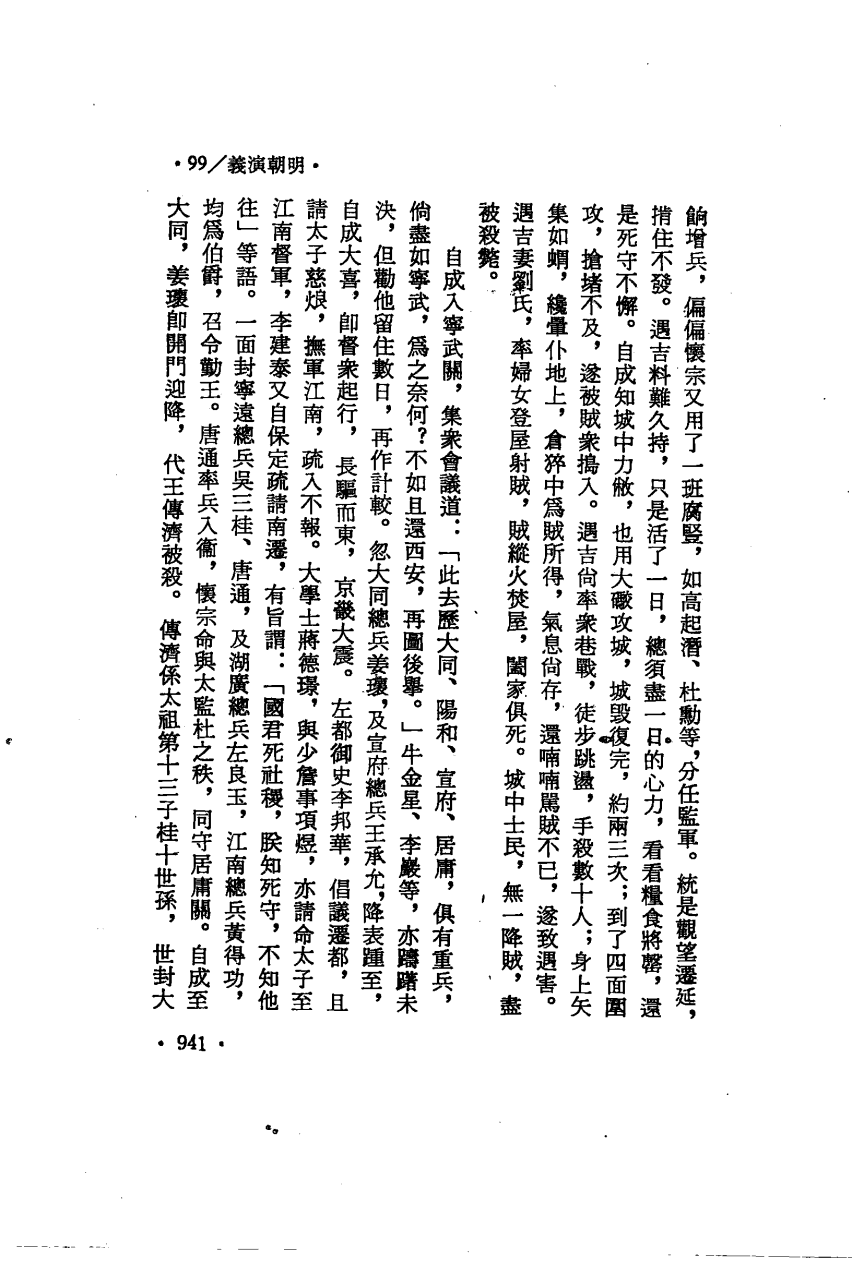 •99／義演朝明•
餉增兵，偏偏懷宗又用了一班腐豎，如高起潛、杜勳等，分任監軍。統是觀望遷延，
掯住不發。遇吉料難久持，只是活了一日，總須盡一日的心力，看看糧食將罄，還
是死守不懈。自成知城中力敝，也用大礮攻城，城毀復完，約兩三次；到了四面圍
攻，搶堵不及，遂被賊衆搗入。遇吉尙率衆巷戰，徒步跳盪，手殺數十人；身上矢
集如蝟，纔暈仆地上，倉猝中爲賊所得，氣息尙存，還喃喃駡賊不已，遂致遇害。
遇吉妻劉氏，率婦女登屋射賊，賊縱火焚屋，闔家俱死。城中士民，無一降賊，盡
被殺斃。
自成入寧武關，集衆會議道：「此去歷大同、陽和、宣府、居庸，俱有重兵，
倘盡如寧武，爲之奈何？不如且還西安，再圖後舉。」牛金星、李巖等，亦躊躇未
決，但勸他留住數日，再作計較。忽大同總兵姜瓖，及宣府總兵王承允，降表踵至，
自成大喜，卽督衆起行，長驅而東，京畿大震。左都御史李邦華，倡議遷都，且
請太子慈烺，撫軍江南，疏入不報。大學士蔣德璟，與少詹事項煜，亦請命太子至
江南督軍，李建泰又自保定疏請南遷，有旨謂：「國君死社稷，朕知死守，不知他
往」等語。一面封寧遠總兵吳三桂、唐通，及湖廣總兵左良玉，江南總兵黃得功，
均爲伯爵，召令勤王。唐通率兵入衞，懷宗命與太監杜之秩，同守居庸關。自成至
大同，姜瓖卽開門迎降，代王傳濟被殺。傳濟係太祖第十三子桂十世孫，世封大
•941•